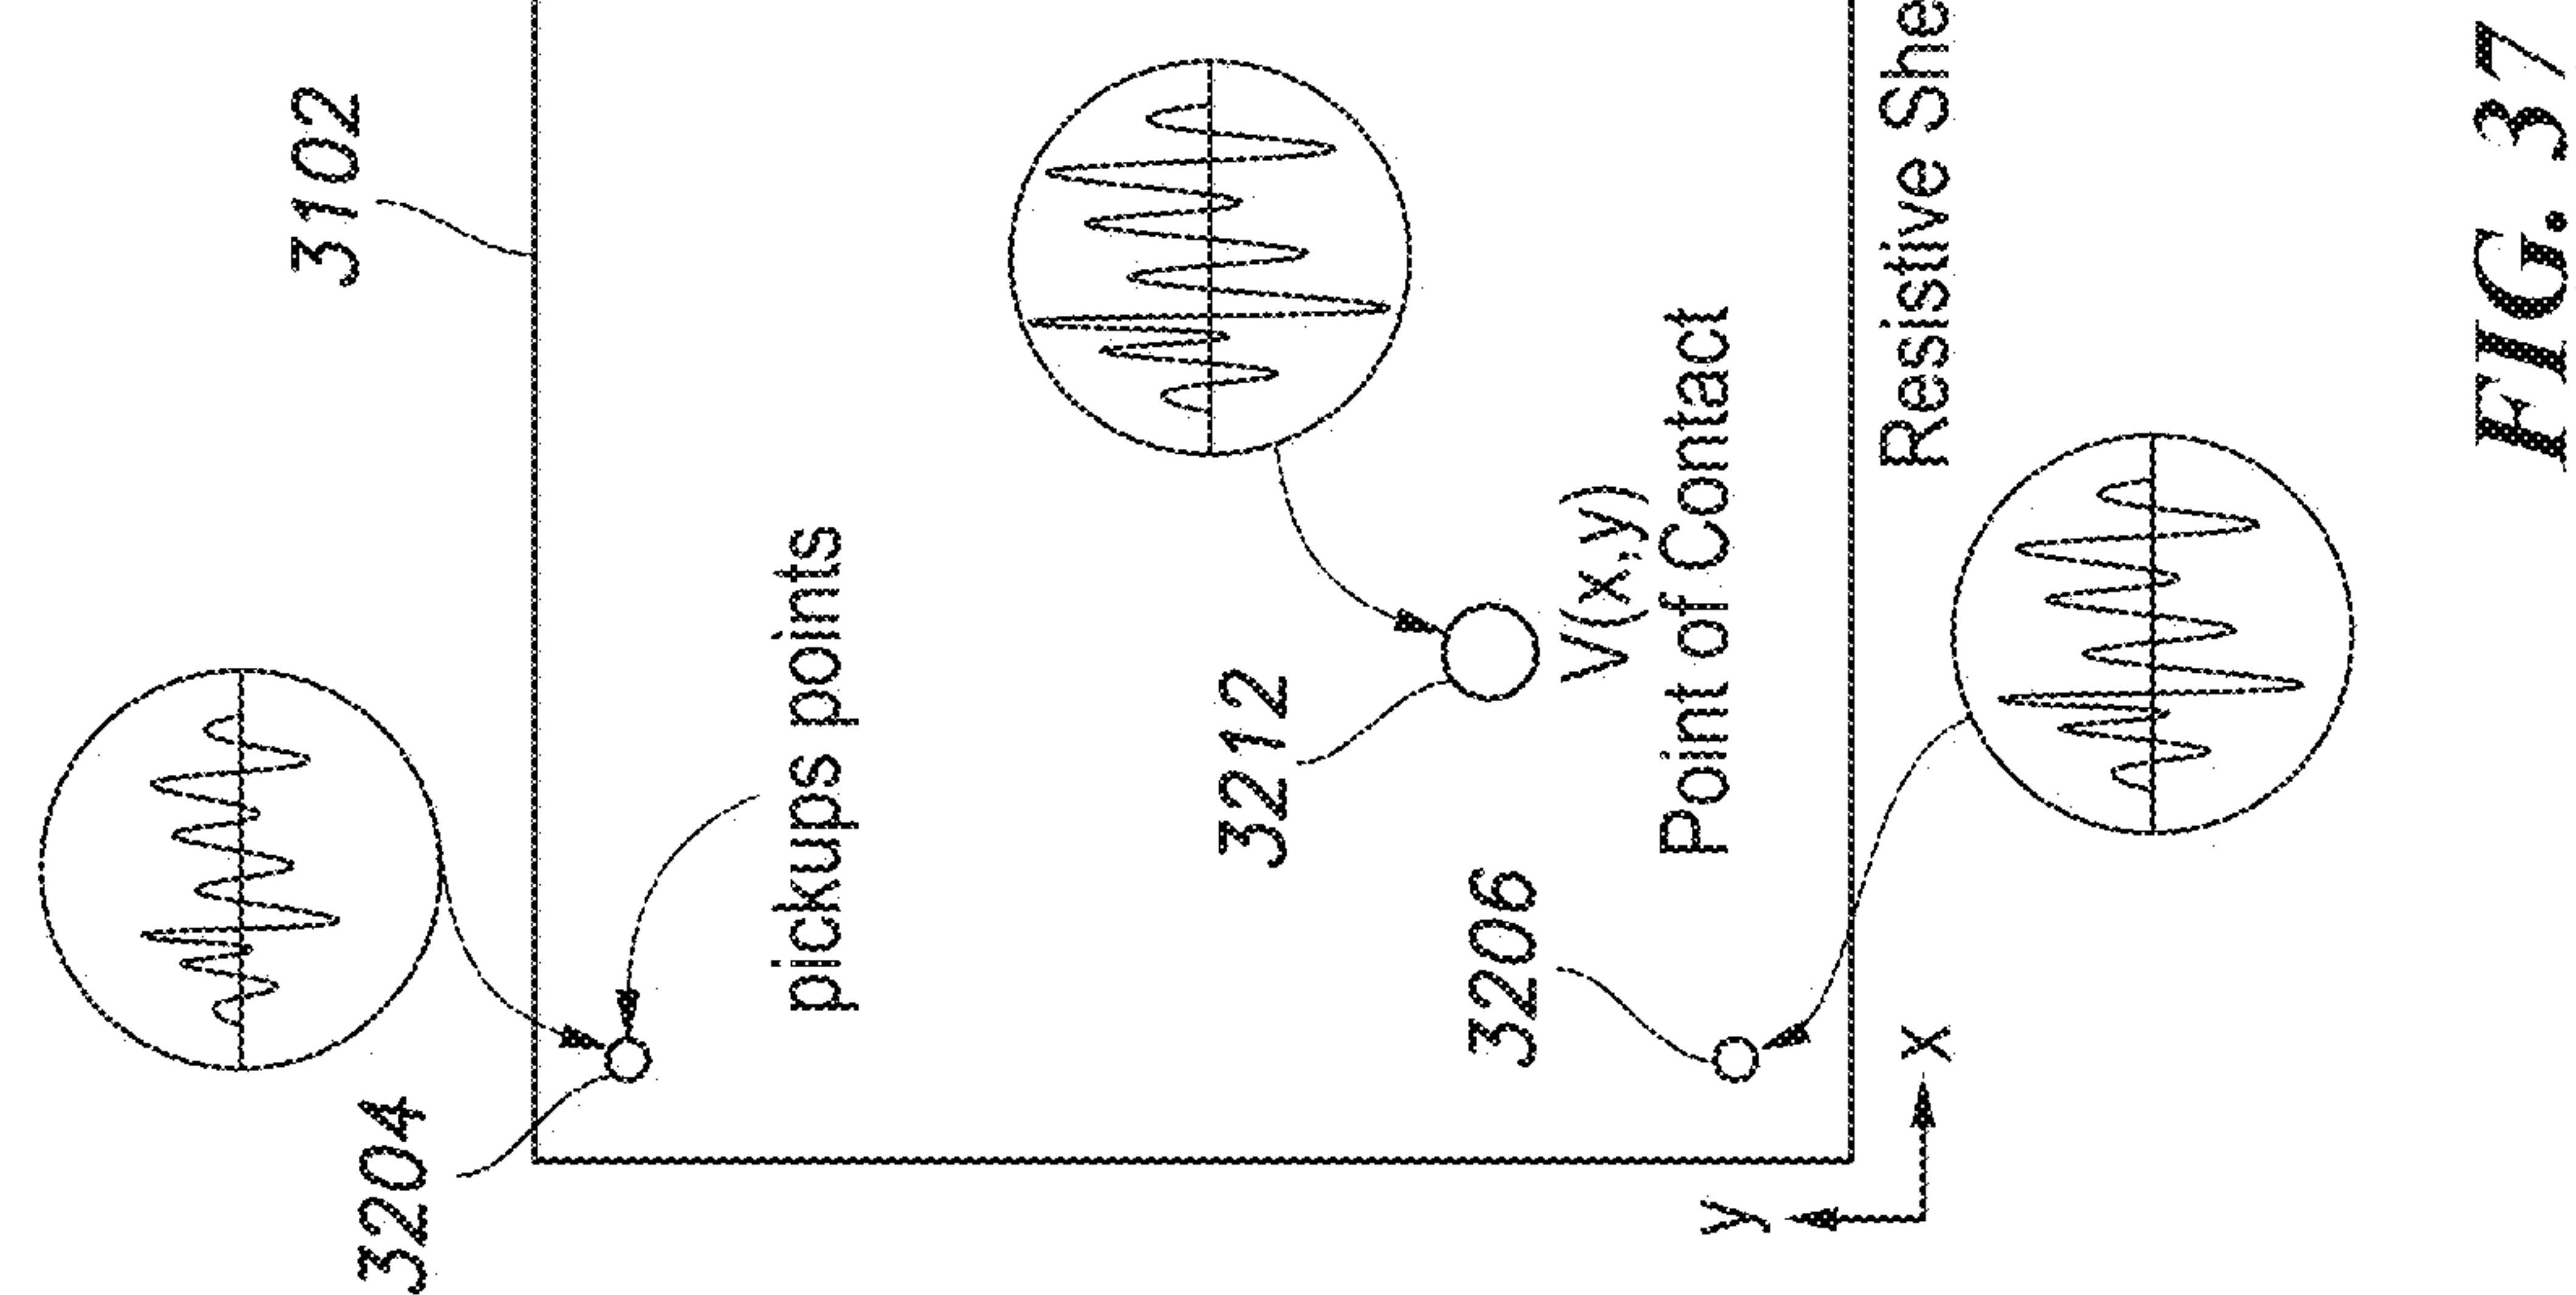 3102
3204
pickups points
3212
3206
V(x,y)
Point of Contact
y
Resistive She
x
FIG. 37